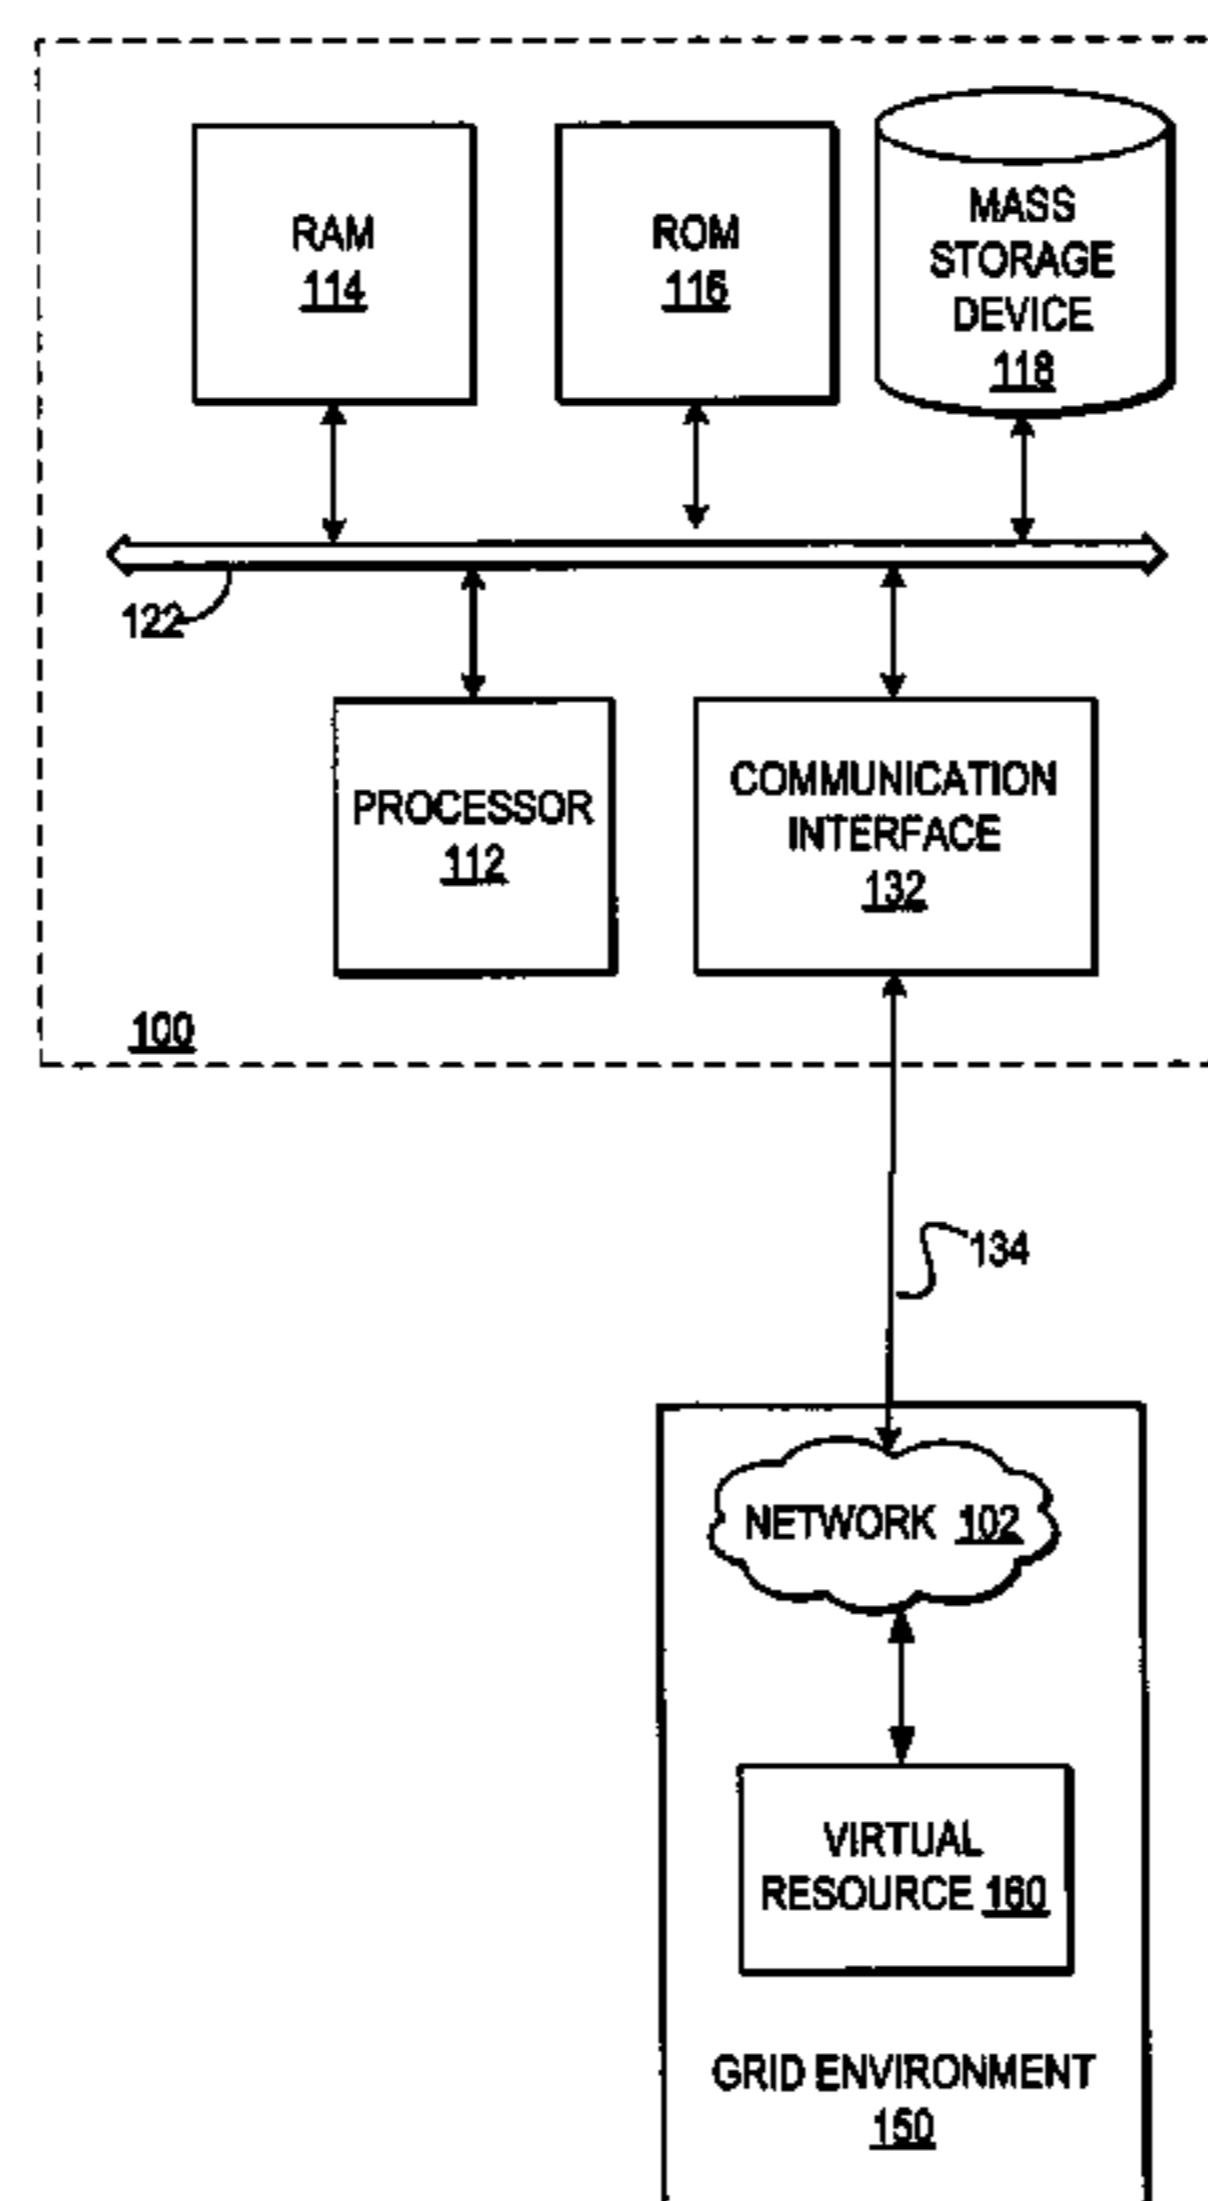 RAM
114
ROM
116
MASS
STORAGE
DEVICE
118
122
PROCESSOR
112
COMMUNICATION
INTERFACE
132
100
134
NETWORK 102
VIRTUAL
RESOURCE 160
GRID ENVIRONMENT
150